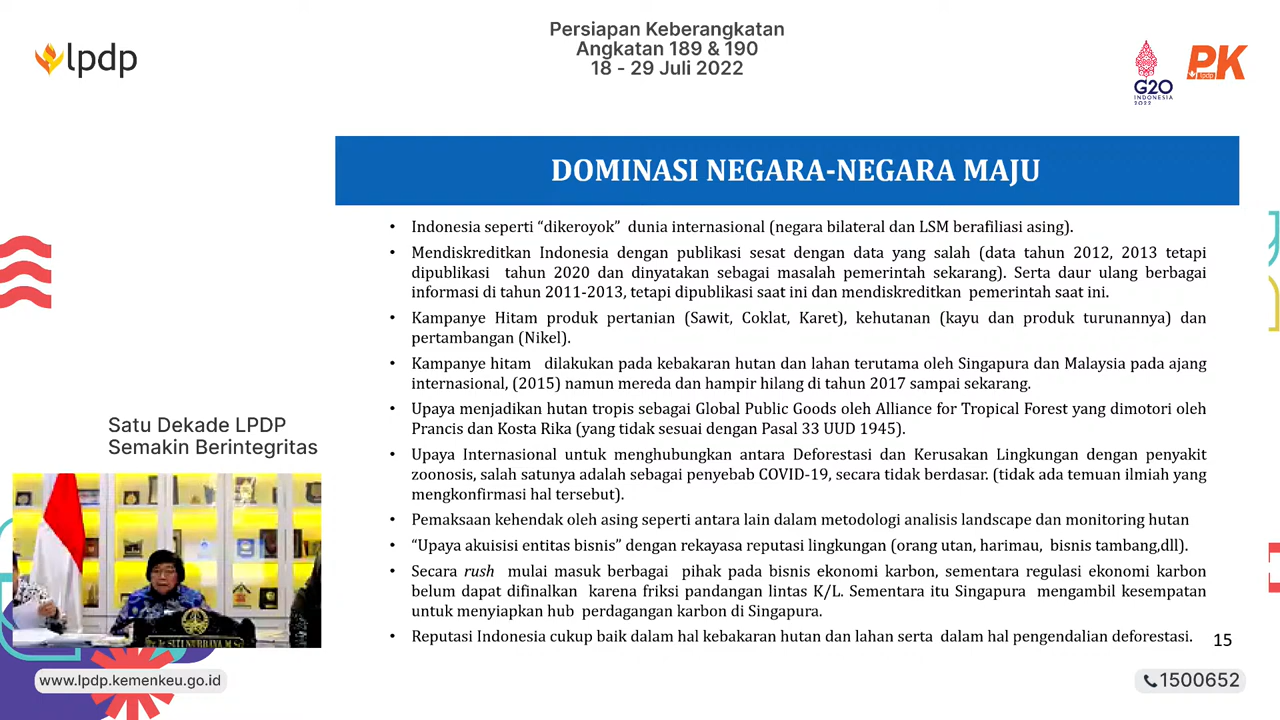 lpdp
Persiapan Keberangkatan
Angkatan 189 & 190
18 - 29 Juli 2022
G20
INDONESIA
2022
PK
lpdp
DOMINASI NEGARA-NEGARA MAJU
• Indonesia seperti “dikeroyok” dunia internasional (negara bilateral dan LSM berafiliasi asing).
• Mendiskreditkan Indonesia dengan publikasi sesat dengan data yang salah (data tahun 2012, 2013 tetapi
dipublikasi tahun 2020 dan dinyatakan sebagai masalah pemerintah sekarang). Serta daur ulang berbagai
informasi di tahun 2011-2013, tetapi dipublikasi saat ini dan mendiskreditkan pemerintah saat ini.
• Kampanye Hitam produk pertanian (Sawit, Coklat, Karet), kehutanan (kayu dan produk turunannya) dan
pertambangan (Nikel).
• Kampanye hitam dilakukan pada kebakaran hutan dan lahan terutama oleh Singapura dan Malaysia pada ajang
internasional, (2015) namun mereda dan hampir hilang di tahun 2017 sampai sekarang.
• Upaya menjadikan hutan tropis sebagai Global Public Goods oleh Alliance for Tropical Forest yang dimotori oleh
Prancis dan Kosta Rika (yang tidak sesuai dengan Pasal 33 UUD 1945).
• Upaya Internasional untuk menghubungkan antara Deforestasi dan Kerusakan Lingkungan dengan penyakit
zoonosis, salah satunya adalah sebagai penyebab COVID-19, secara tidak berdasar. (tidak ada temuan ilmiah yang
mengkonfirmasi hal tersebut).
• Pemaksaan kehendak oleh asing seperti antara lain dalam metodologi analisis landscape dan monitoring hutan
• “Upaya akuisisi entitas bisnis” dengan rekayasa reputasi lingkungan (orang utan, harimau, bisnis tambang,dll).
• Secara rush mulai masuk berbagai pihak pada bisnis ekonomi karbon, sementara regulasi ekonomi karbon
belum dapat difinalkan karena friksi pandangan lintas K/L. Sementara itu Singapura mengambil kesempatan
untuk menyiapkan hub perdagangan karbon di Singapura.
• Reputasi Indonesia cukup baik dalam hal kebakaran hutan dan lahan serta dalam hal pengendalian deforestasi.
15
Satu Dekade LPDP
Semakin Berintegritas
SITI NURBAYA M.Sc
www.lpdp.kemenkeu.go.id
1500652